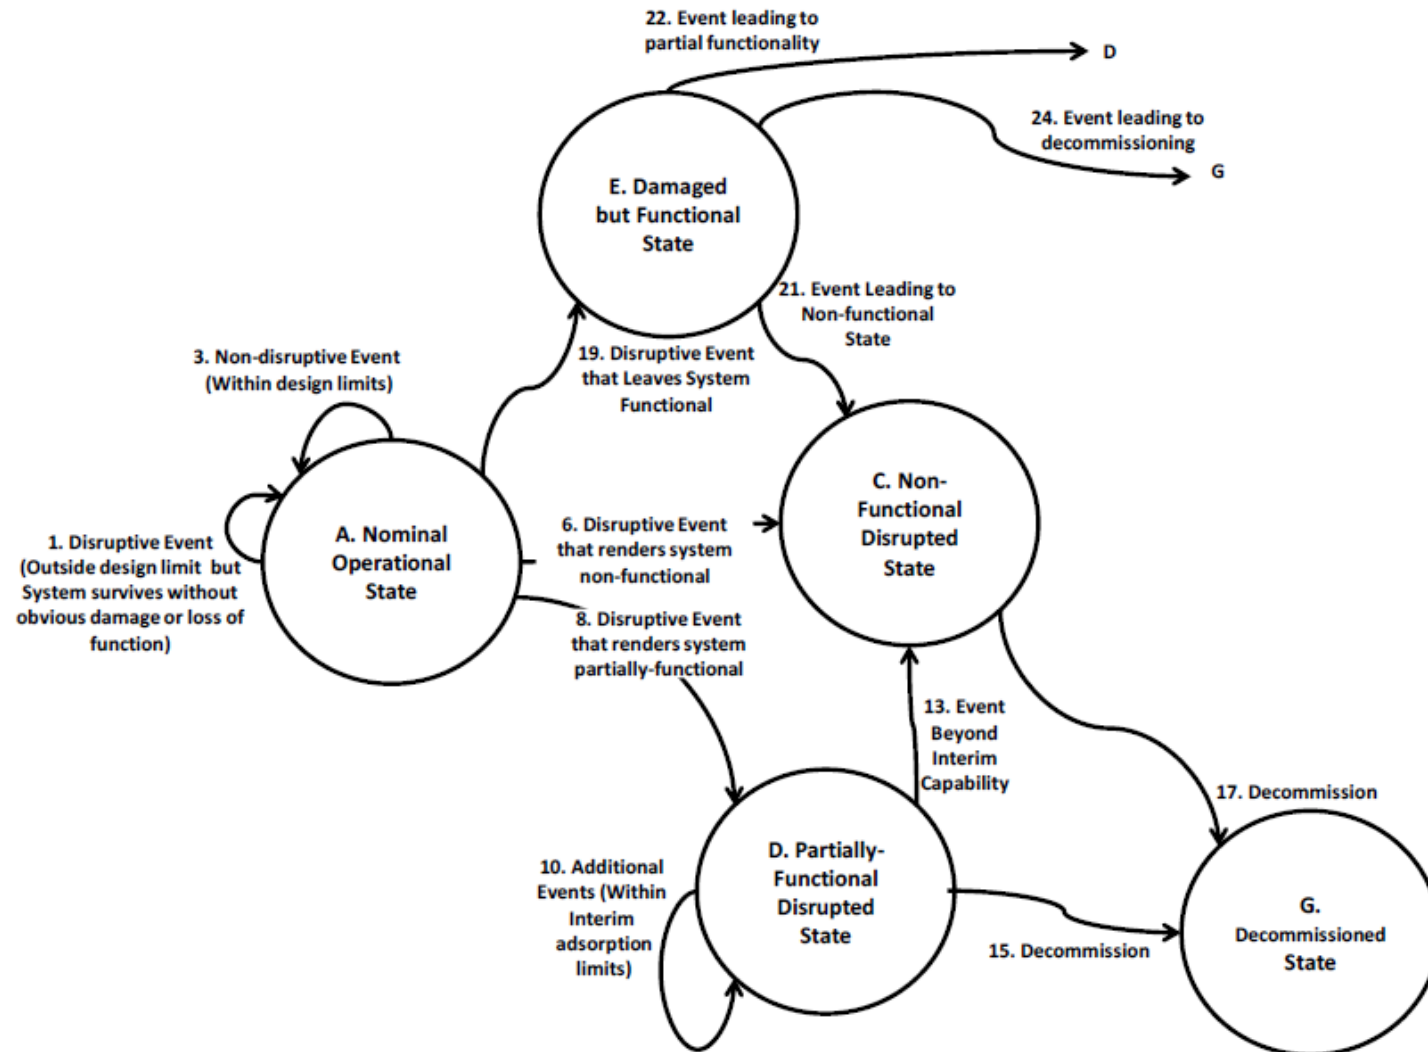 22. Event leading to
partial functionality
D
24. Event leading to
decommissioning
G
E. Damaged
but Functional
State
21. Event Leading to
Non-functional
State
3. Non-disruptive Event
(Within design limits)
19. Disruptive Event
that Leaves System
Functional
1. Disruptive Event
(Outside design limit but
System survives without
obvious damage or loss of
function)
A. Nominal
Operational
State
6. Disruptive Event
that renders system
non-functional
C. Non-
Functional
Disrupted
State
8. Disruptive Event
that renders system
partially-functional
13. Event
Beyond
Interim
Capability
17. Decommission
10. Additional
Events (Within
Interim
adsorption
limits)
D. Partially-
Functional
Disrupted
State
15. Decommission
G.
Decommissioned
State